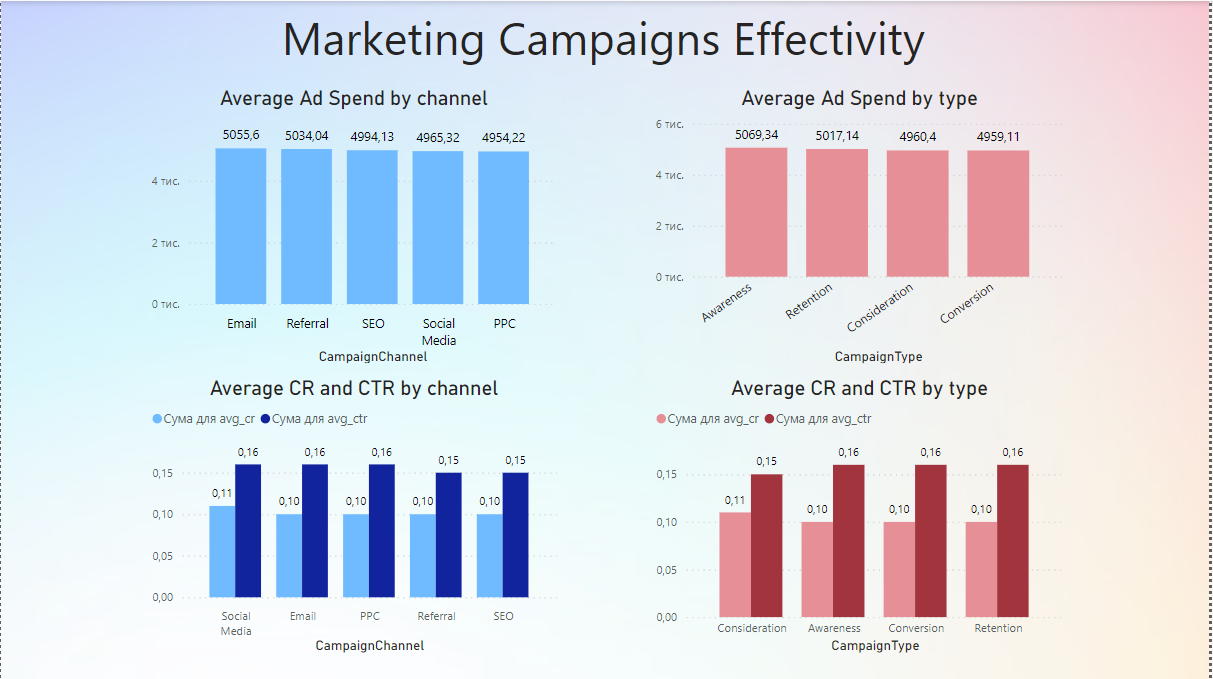 Marketing Campaigns Effectivity
Average Ad Spend by channel
5055,6 5034,04 4994,13 4965,32 4954,22
4 тис.
2 тис.
0 тис.
Email Referral SEO Social Media PPC
CampaignChannel
Average Ad Spend by type
6 тис.
5069,34 5017,14 4960,4 4959,11
4 тис.
2 тис.
0 тис.
Awareness Retention Consideration Conversion
CampaignType
Average CR and CTR by channel
Сума для avg_cr Сума для avg_ctr
0,11 0,16 0,10 0,16 0,10 0,16 0,10 0,15 0,10 0,15
0,15
0,10
0,05
0,00
Social Media Email PPC Referral SEO
CampaignChannel
Average CR and CTR by type
Сума для avg_cr Сума для avg_ctr
0,11 0,15 0,10 0,16 0,10 0,16 0,10 0,16
0,15
0,10
0,05
0,00
Consideration Awareness Conversion Retention
CampaignType